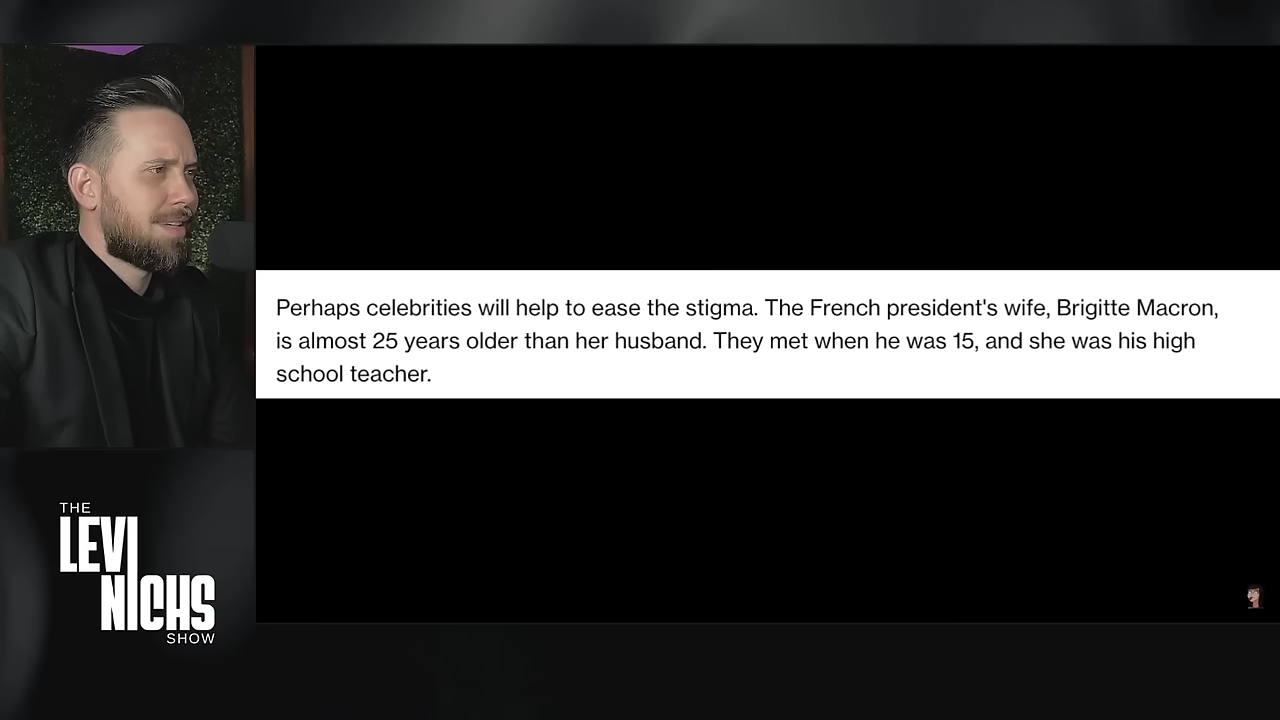 Perhaps celebrities will help to ease the stigma. The French president's wife, Brigitte Macron,
is almost 25 years older than her husband. They met when he was 15, and she was his high
school teacher.
THE
LEVI
NICHS
SHOW